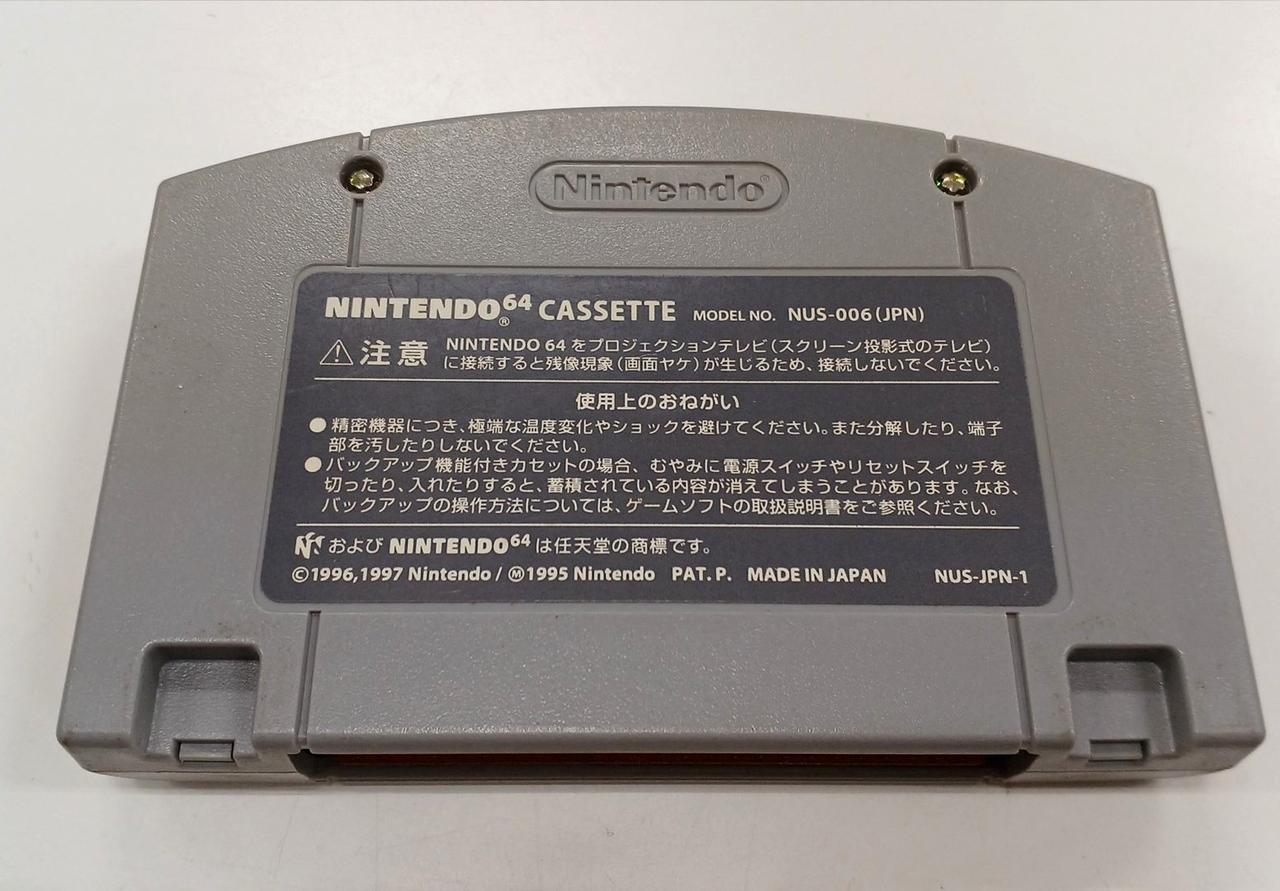 Nintendo®
NINTENDO64® CASSETTE MODEL NO. NUS-006(JPN)
⚠注意 NINTENDO 64をプロジェクションテレビ(スクリーン投影式のテレビ)
に接続すると残像現象(画面ヤケ)が生じるため、接続しないでください。
使用上のおねがい
●精密機器につき、極端な温度変化やショックを避けてください。また分解したり、端子
部を汚したりしないでください。
●バックアップ機能付きカセットの場合、むやみに電源スイッチやリセットスイッチを
切ったり、入れたりすると、蓄積されている内容が消えてしまうことがあります。なお、
バックアップの操作方法については、ゲームソフトの取扱説明書をご参照ください。
および NINTENDO64 は任天堂の商標です。
©1996,1997 Nintendo / Ⓜ1995 Nintendo PAT. P. MADE IN JAPAN NUS-JPN-1